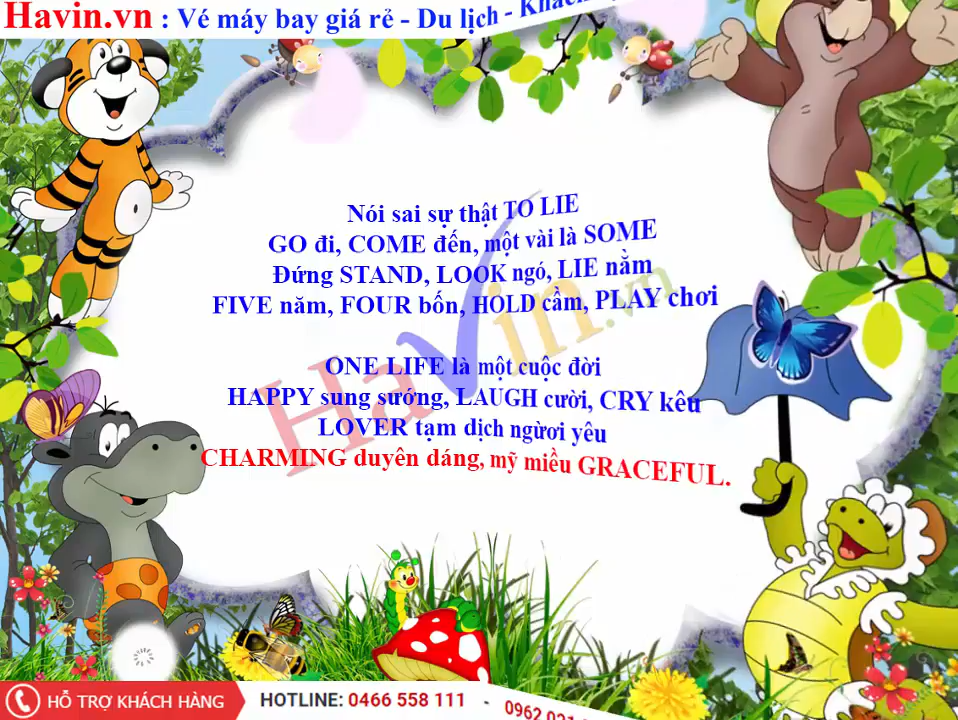 Havin.vn : Vé máy bay giá rẻ - Du lịch -
Nói sai sự thật TO LIE
GO đi, COME đến, một vài là SOME
Đứng STAND, LOOK ngó, LIE nằm
FIVE năm, FOUR bốn, HOLD cầm, PLAY chơi
Havin.vn
ONE LIFE là một cuộc đời
HAPPY sung sướng, LAUGH cười, CRY kêu
LOVER tạm dịch ngừơi yêu
CHARMING duyên dáng, mỹ miều GRACEFUL.
HỖ TRỢ KHÁCH HÀNG
HOTLINE: 0466 558 111 - 0962 021